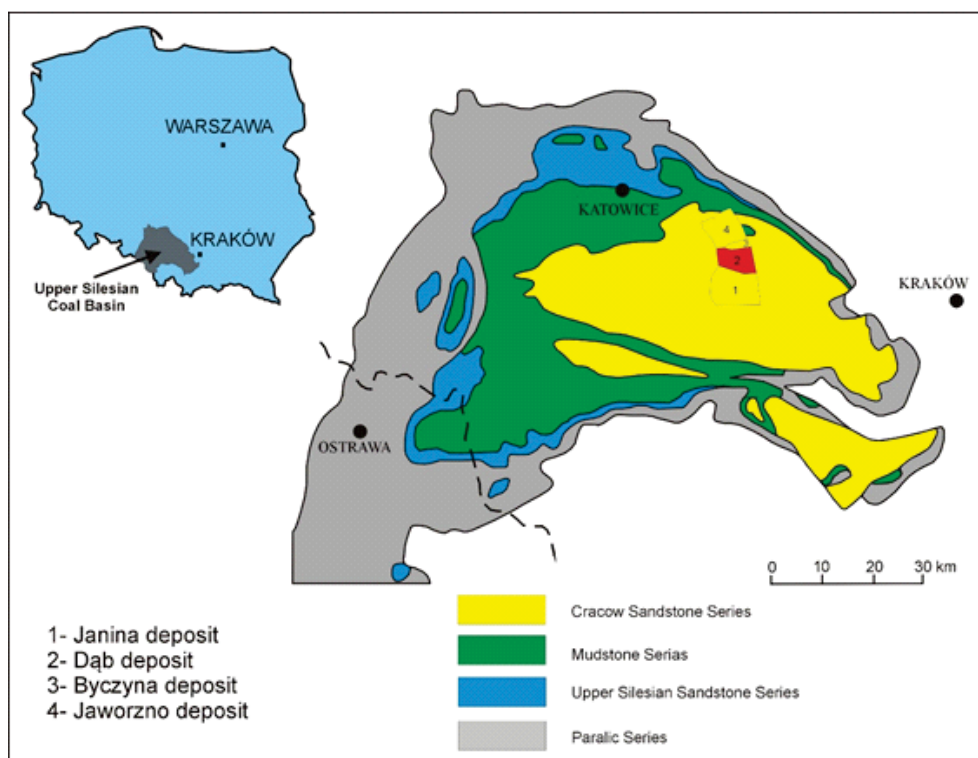 WARSZAWA
KRAKÓW
Upper Silesian
Coal Basin
KATOWICE
4
3
2
1
KRAKÓW
OSTRAWA
0 10 20 30 km
1- Janina deposit
2- Dąb deposit
3- Byczyna deposit
4- Jaworzno deposit
Cracow Sandstone Series
Mudstone Serias
Upper Silesian Sandstone Series
Paralic Series